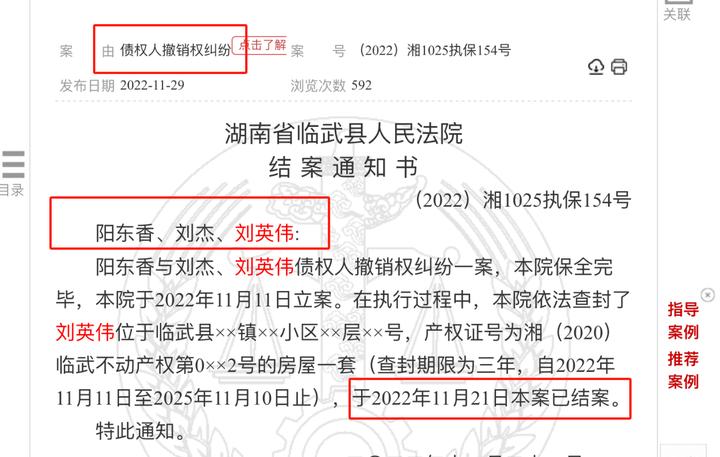 关联
案 由 债权人撤销权纠纷 点击了解 案 号 (2022)湘1025执保154号
发布日期 2022-11-29 浏览次数 592
湖南省临武县人民法院
结案通知书
(2022)湘1025执保154号
目录
阳东香、刘杰、刘英伟:
阳东香与刘杰、刘英伟债权人撤销权纠纷一案，本院保全完
毕，本院于2022年11月11日立案。在执行过程中，本院依法查封了
刘英伟位于临武县××镇××小区××层××号，产权证号为湘（2020）
临武不动产权第0××2号的房屋一套（查封期限为三年，自2022年
11月11日至2025年11月10日止），于2022年11月21日本案已结案。
特此通知。
指导
案例
推荐
案例